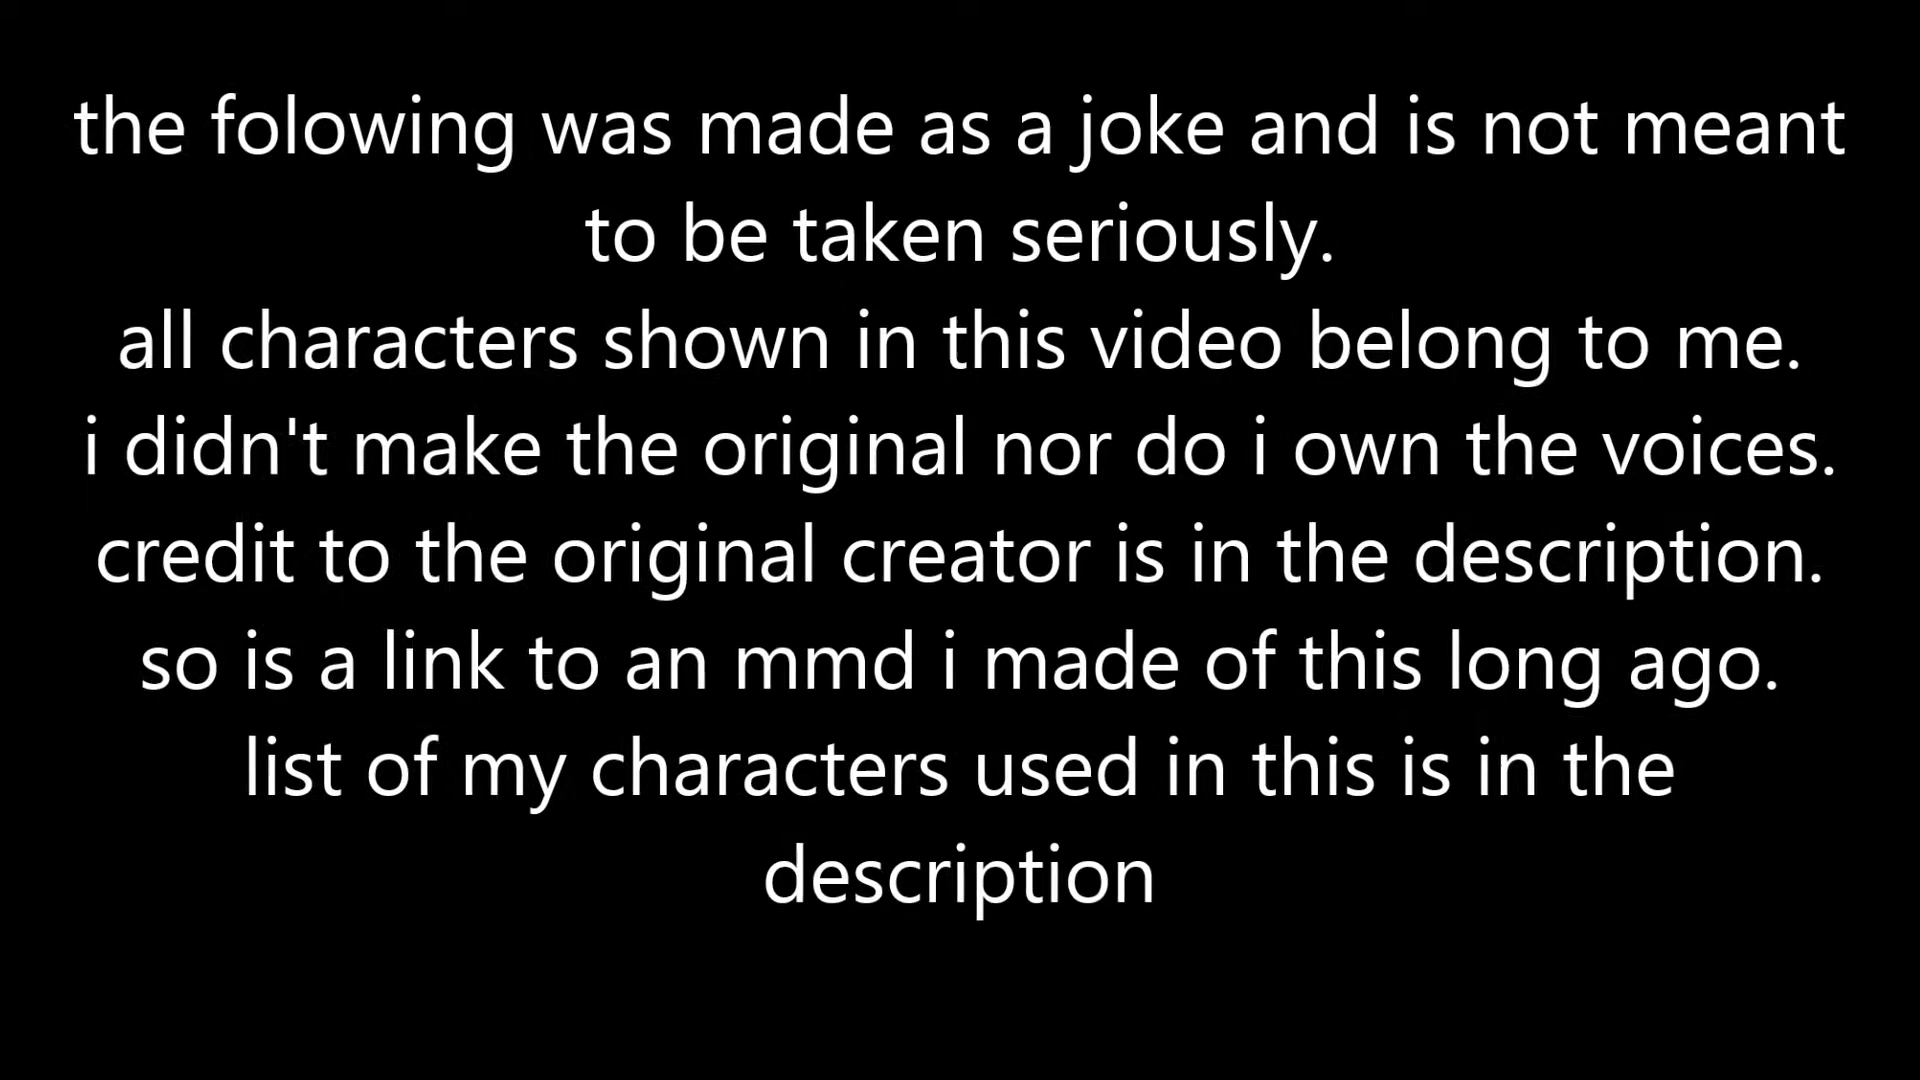 the folowing was made as a joke and is not meant
to be taken seriously.
all characters shown in this video belong to me.
i didn't make the original nor do i own the voices.
credit to the original creator is in the description.
so is a link to an mmd i made of this long ago.
list of my characters used in this is in the
description